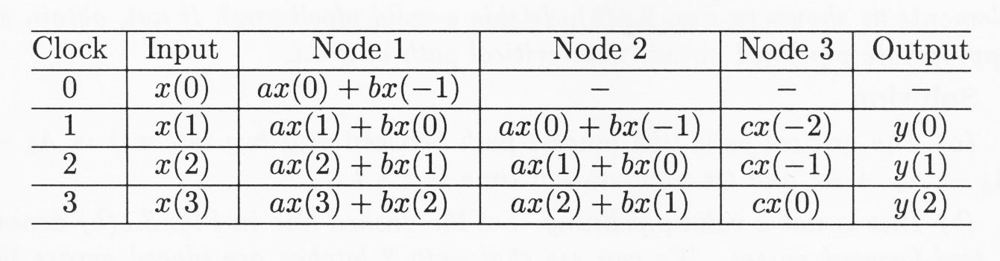 Clock Input Node 1 Node 2 Node 3 Output
0 x(0) ax(0) + bx(−1) − − −
1 x(1) ax(1) + bx(0) ax(0) + bx(−1) cx(−2) y(0)
2 x(2) ax(2) + bx(1) ax(1) + bx(0) cx(−1) y(1)
3 x(3) ax(3) + bx(2) ax(2) + bx(1) cx(0) y(2)